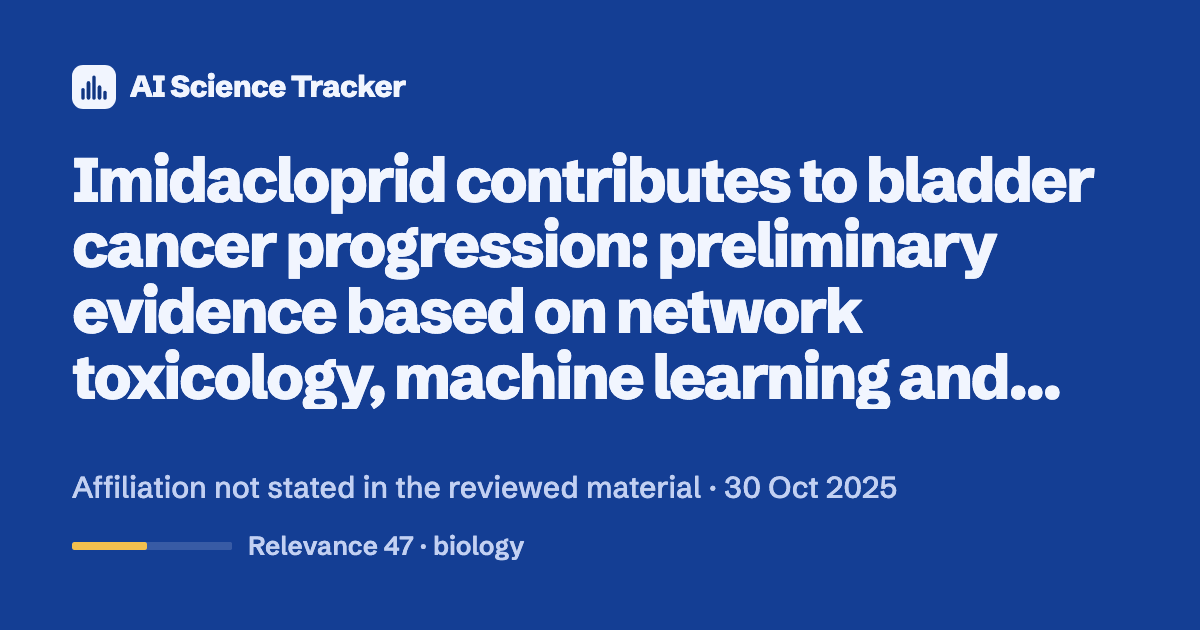 AI Science Tracker
Imidacloprid contributes to bladder
cancer progression: preliminary
evidence based on network
toxicology, machine learning and...
Affiliation not stated in the reviewed material · 30 Oct 2025
Relevance 47 · biology